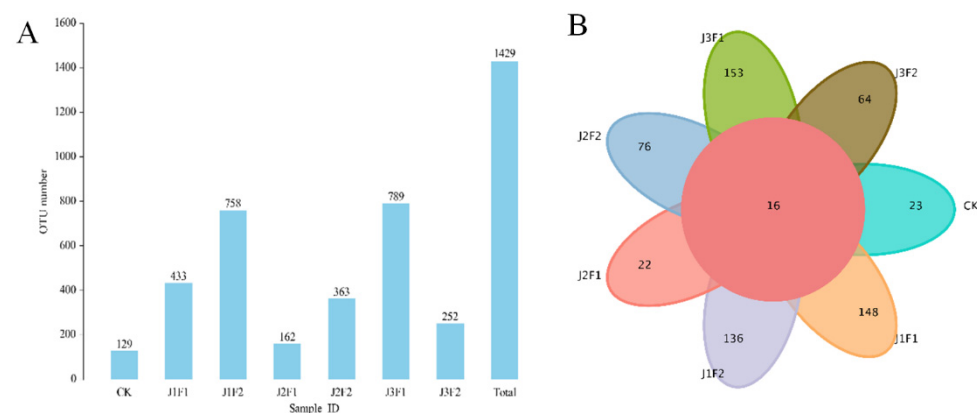 A
1600
1400
1200
1000
800
600
400
200
0
OTU number
129
433
758
162
363
789
252
1429
CK
J1F1
J1F2
J2F1
J2F2
J3F1
J3F2
Total
Sample ID
B
J3F1
153
J3F2
64
J2F2
76
16
23
CK
J2F1
22
148
J1F1
136
J1F2